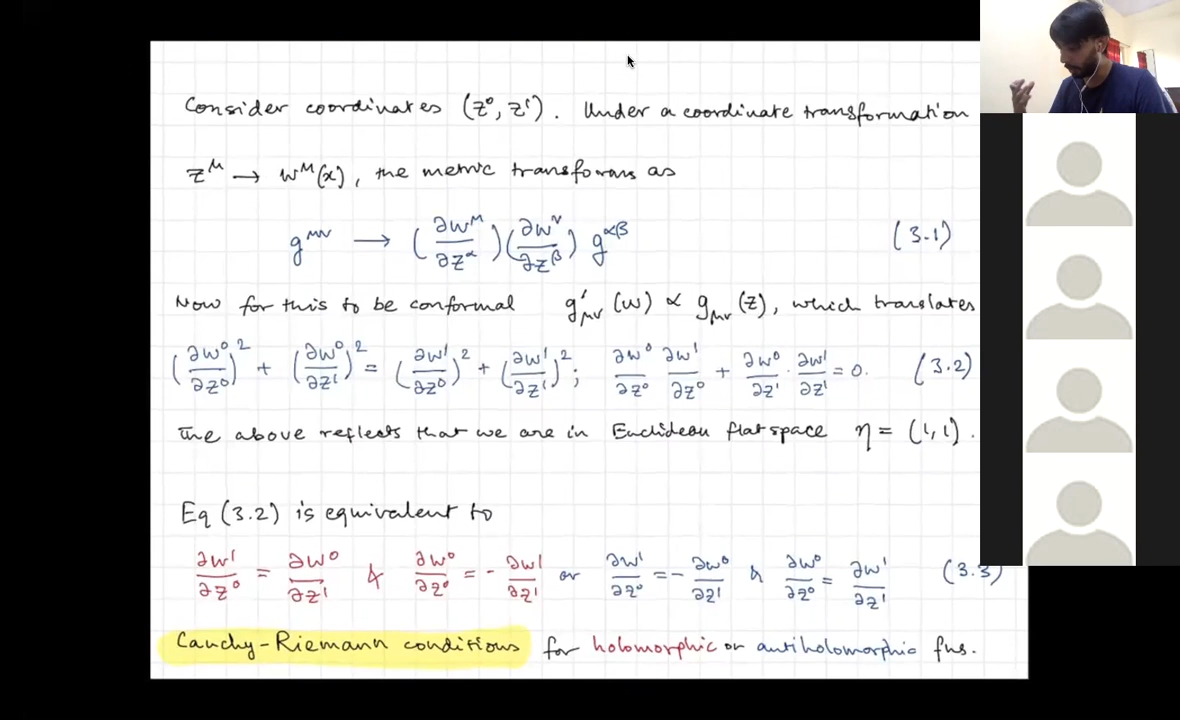 Consider coordinates (z⁰, z¹). Under a coordinate transformation
z^μ → w^μ(x), the metric transforms as
g^μν → (∂w^μ/∂z^α)(∂w^ν/∂z^β) g^αβ (3.1)
Now for this to be conformal g'_μν(w) ∝ g_μν(z), which translates
(∂w⁰/∂z⁰)² + (∂w⁰/∂z¹)² = (∂w¹/∂z⁰)² + (∂w¹/∂z¹)²; ∂w⁰/∂z⁰ ∂w¹/∂z⁰ + ∂w⁰/∂z¹ · ∂w¹/∂z¹ = 0. (3.2)
The above reflects that we are in Euclidean flat space η = (1,1).
Eq (3.2) is equivalent to
∂w¹/∂z⁰ = ∂w⁰/∂z¹ & ∂w⁰/∂z⁰ = - ∂w¹/∂z¹ or ∂w¹/∂z⁰ = - ∂w⁰/∂z¹ & ∂w⁰/∂z⁰ = ∂w¹/∂z¹ (3.3)
Cauchy-Riemann conditions for holomorphic or antiholomorphic fns.